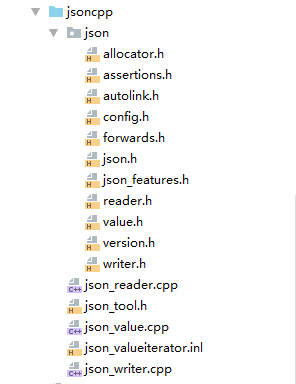 jsoncpp
json
allocator.h
assertions.h
autolink.h
config.h
forwards.h
json.h
json_features.h
reader.h
value.h
version.h
writer.h
json_reader.cpp
json_tool.h
json_value.cpp
json_valueiterator.inl
json_writer.cpp